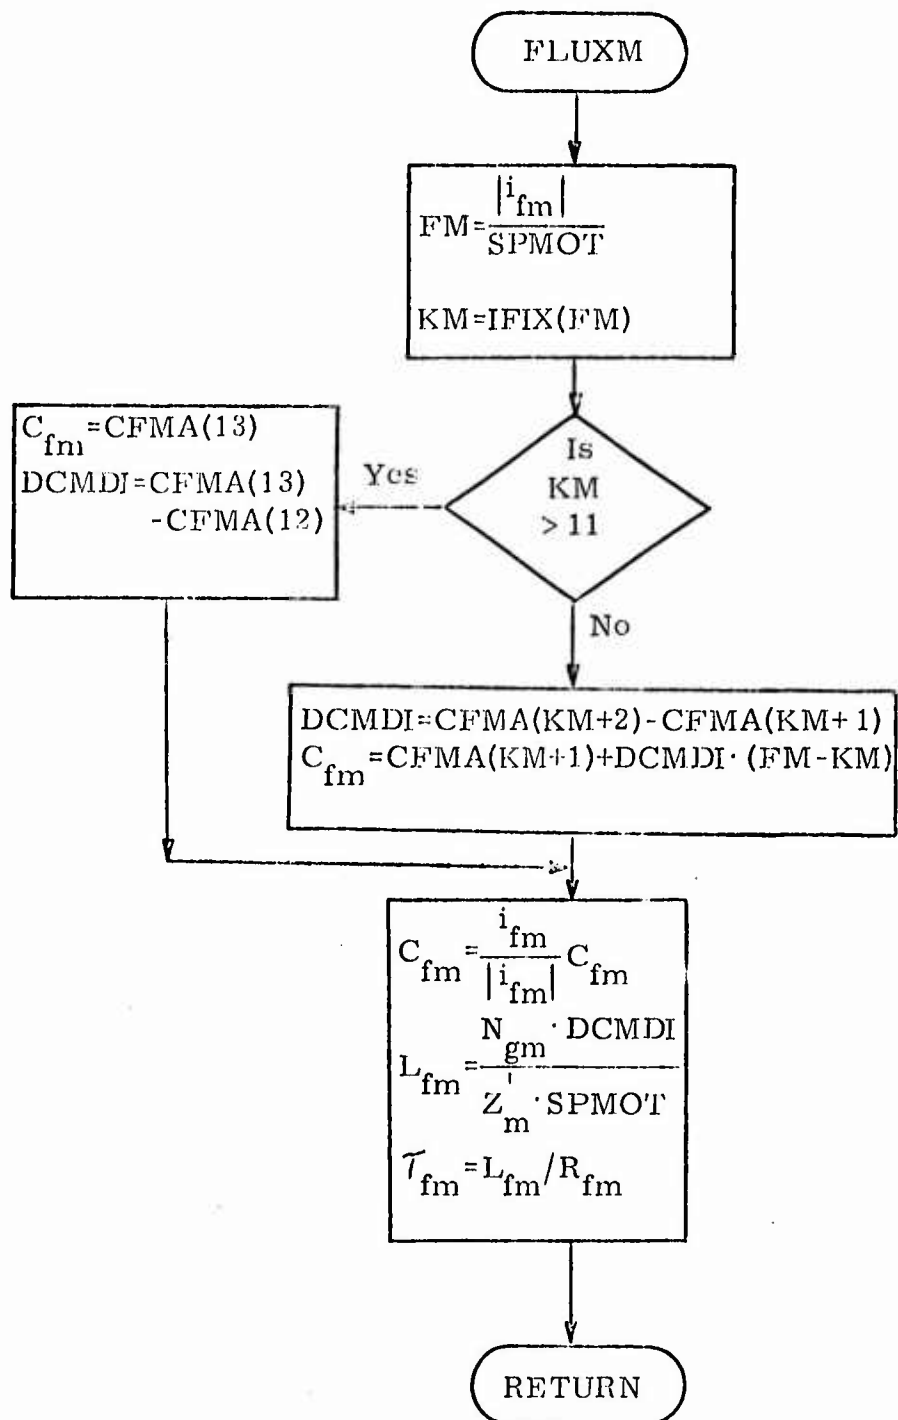 FLUXM
FM=|i_fm|/SPMOT
KM=IFIX(FM)
Is
KM
> 11
Yes
C_fm=CFMA(13)
DCMDI=CFMA(13)
-CFMA(12)
No
DCMDI=CFMA(KM+2)-CFMA(KM+1)
C_fm=CFMA(KM+1)+DCMDI·(FM-KM)
C_fm=i_fm/|i_fm| C_fm
L_fm=N_gm·DCMDI/Z'_m·SPMOT
τ_fm=L_fm/R_fm
RETURN